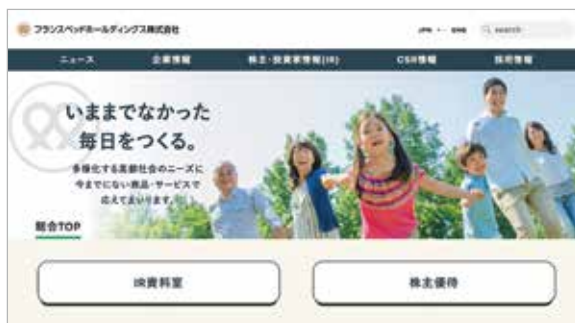 フランスベッドホールディングス株式会社
JPN
ENG
search
ニュース
企業情報
株主・投資家情報(IR)
CSR情報
採用情報
いままでなかった
毎日をつくる。
多様化する高齢社会のニーズに
今までにない商品・サービスで
応えてまいります。
総合TOP
IR資料室
株主優待